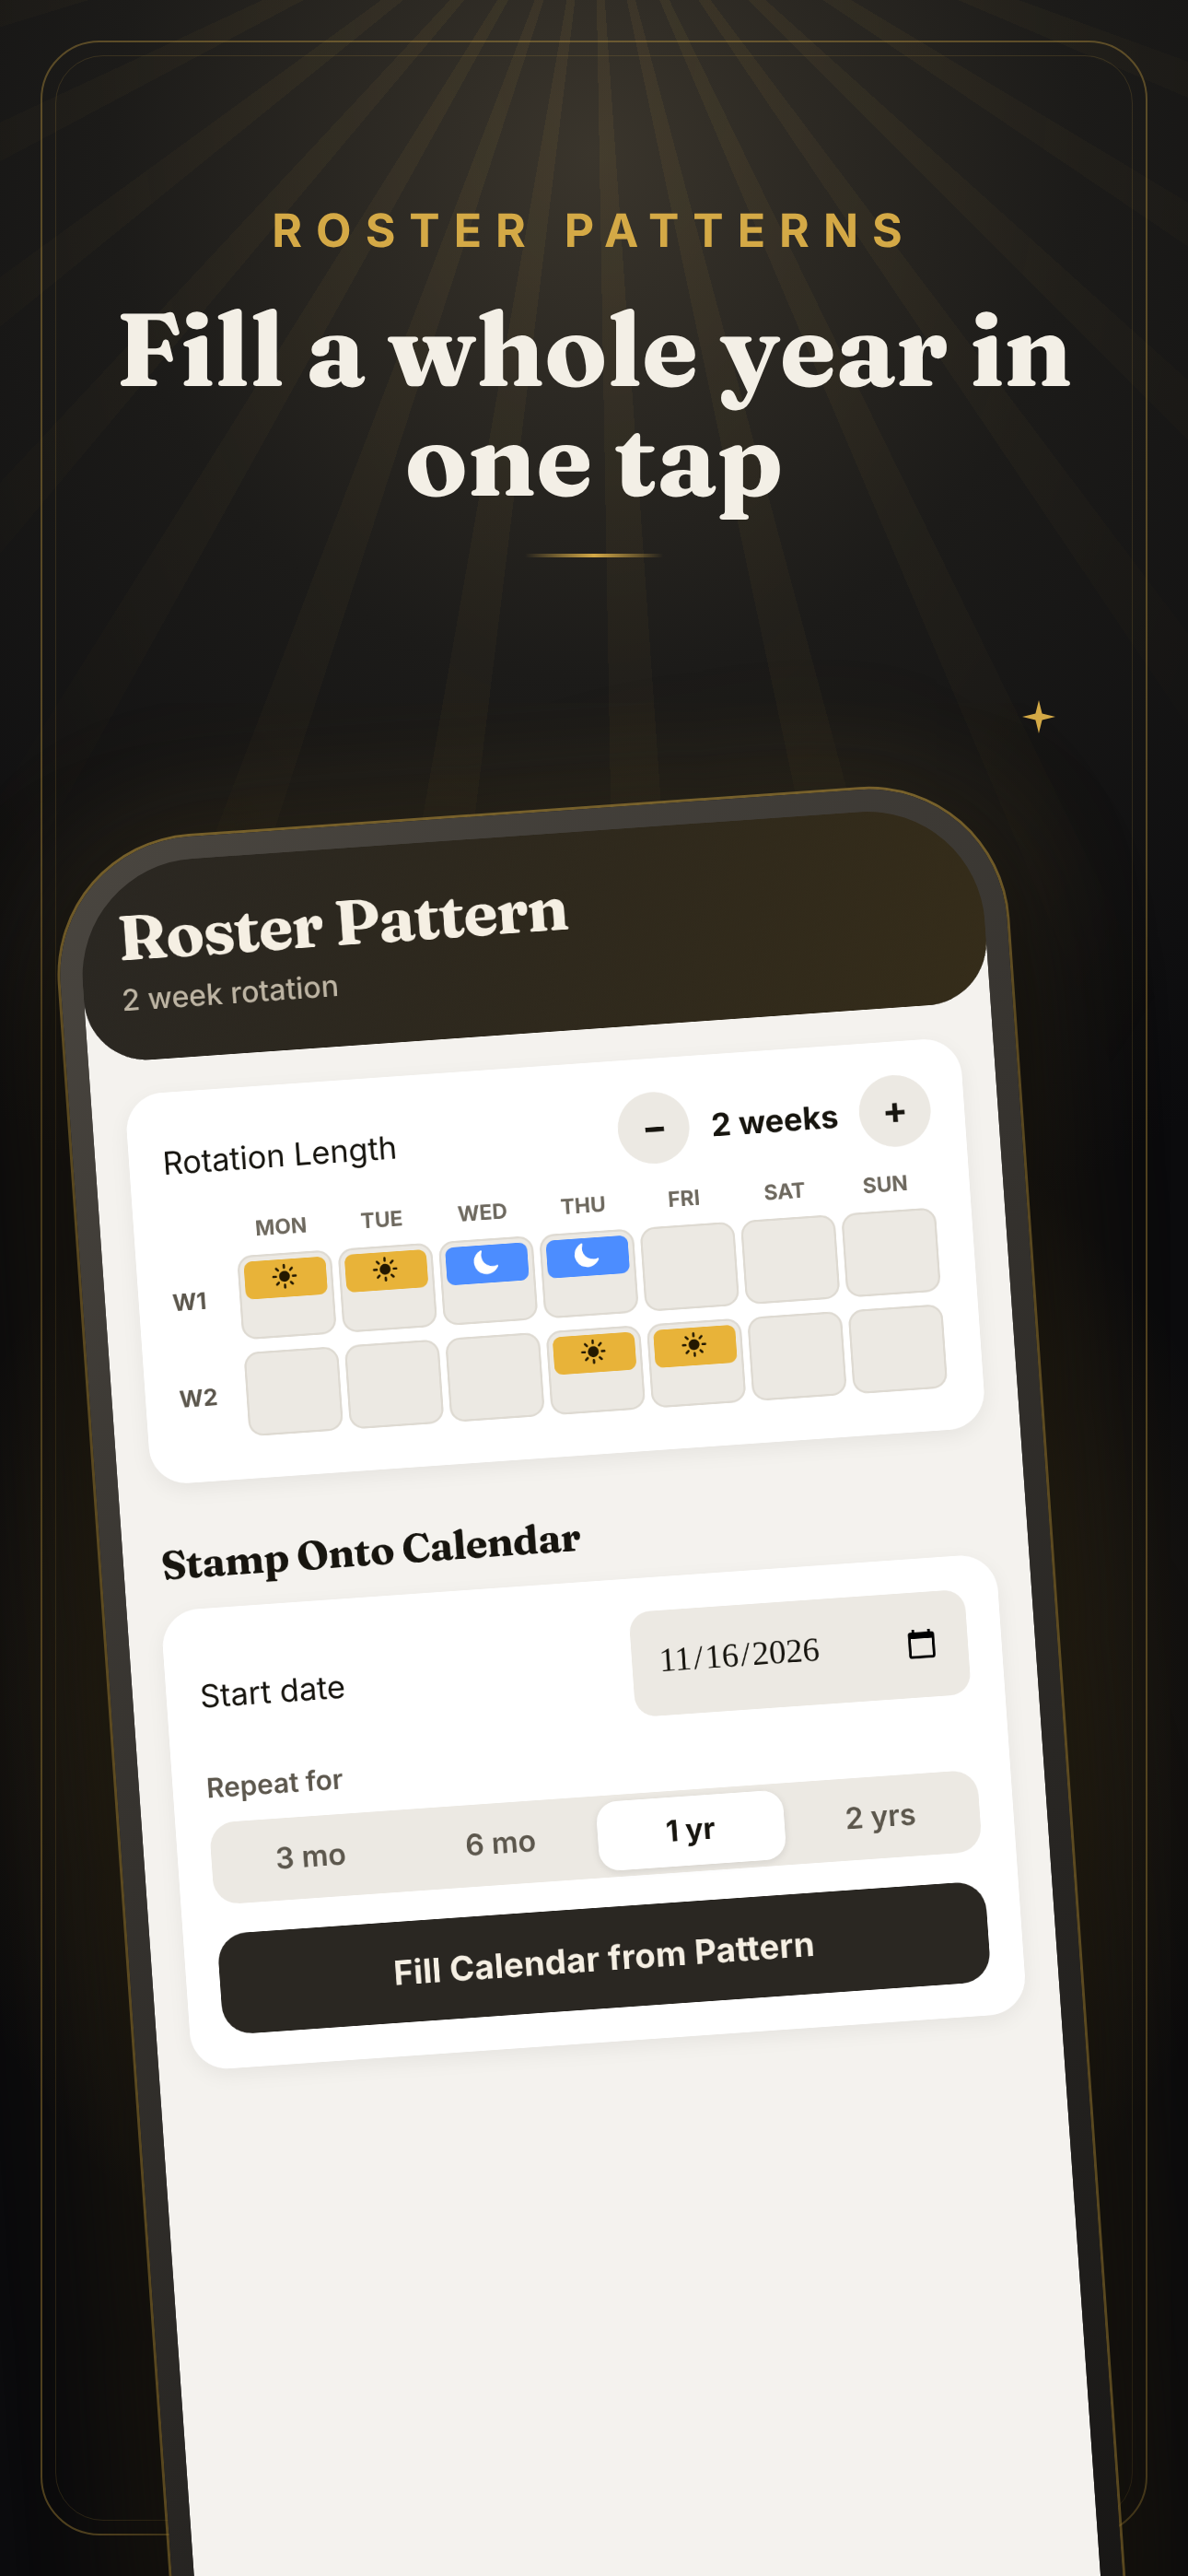 ROSTER PATTERNS
Fill a whole year in
one tap
Roster Pattern
2 week rotation
Rotation Length
− 2 weeks +
MON TUE WED THU FRI SAT SUN
W1
W2
Stamp Onto Calendar
Start date
11/16/2026
Repeat for
3 mo 6 mo 1 yr 2 yrs
Fill Calendar from Pattern